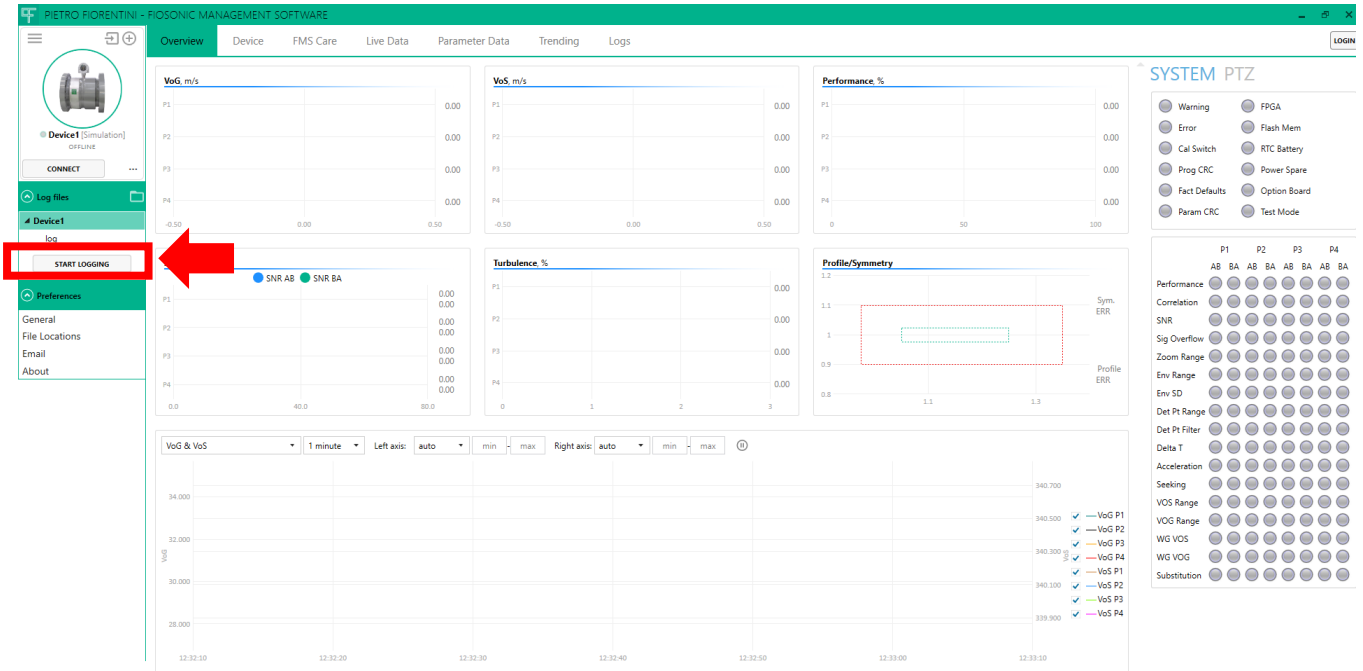 PIETRO FIORENTINI - FIOSONIC MANAGEMENT SOFTWARE
Overview Device FMS Care Live Data Parameter Data Trending Logs LOGIN
Device1 [Simulation]
OFFLINE
CONNECT ...
Log files
Device1
log
START LOGGING
Preferences
General
File Locations
Email
About
VoG, m/s
P1 0.00
P2 0.00
P3 0.00
P4 0.00
-0.50 0.00 0.50
VoS, m/s
P1 0.00
P2 0.00
P3 0.00
P4 0.00
-0.50 0.00 0.50
Performance, %
P1 0.00
P2 0.00
P3 0.00
P4 0.00
0 50 100
SNR AB SNR BA
P1 0.00
0.00
P2 0.00
0.00
P3 0.00
0.00
P4 0.00
0.00
0.0 40.0 80.0
Turbulence, %
P1 0.00
P2 0.00
P3 0.00
P4 0.00
0 1 2 3
Profile/Symmetry
1.2
1.1
1
0.9
0.8
1.1 1.3
Sym.
ERR
Profile
ERR
VoG & VoS 1 minute Left axis: auto min - max Right axis: auto min - max
34.000
32.000
30.000
28.000
VoG
340.700
340.500
340.300
340.100
339.900
VoS
VoG P1
VoG P2
VoG P3
VoG P4
VoS P1
VoS P2
VoS P3
VoS P4
12:32:10 12:32:20 12:32:30 12:32:40 12:32:50 12:33:00 12:33:10
SYSTEM PTZ
Warning FPGA
Error Flash Mem
Cal Switch RTC Battery
Prog CRC Power Spare
Fact Defaults Option Board
Param CRC Test Mode
P1 P2 P3 P4
AB BA AB BA AB BA AB BA
Performance
Correlation
SNR
Sig Overflow
Zoom Range
Env Range
Env SD
Det Pt Range
Det Pt Filter
Delta T
Acceleration
Seeking
VOS Range
VOG Range
WG VOS
WG VOG
Substitution